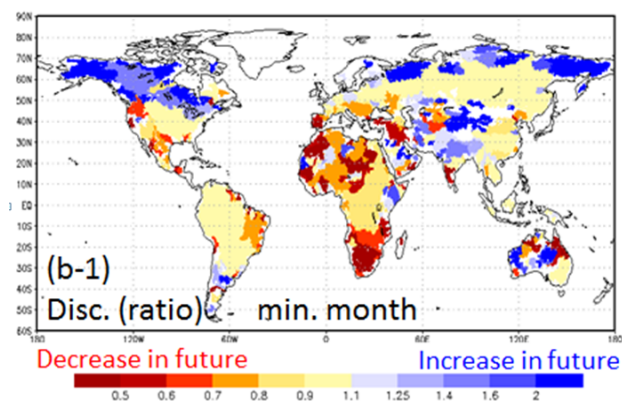 90N
80N
70N
60N
50N
40N
30N
20N
10N
EQ
10S
20S
30S
40S
50S
60S
(b-1)
Disc. (ratio) min. month
180 120W 60W 0 60E 120E 180
Decrease in future Increase in future
0.5 0.6 0.7 0.8 0.9 1.1 1.25 1.4 1.6 2